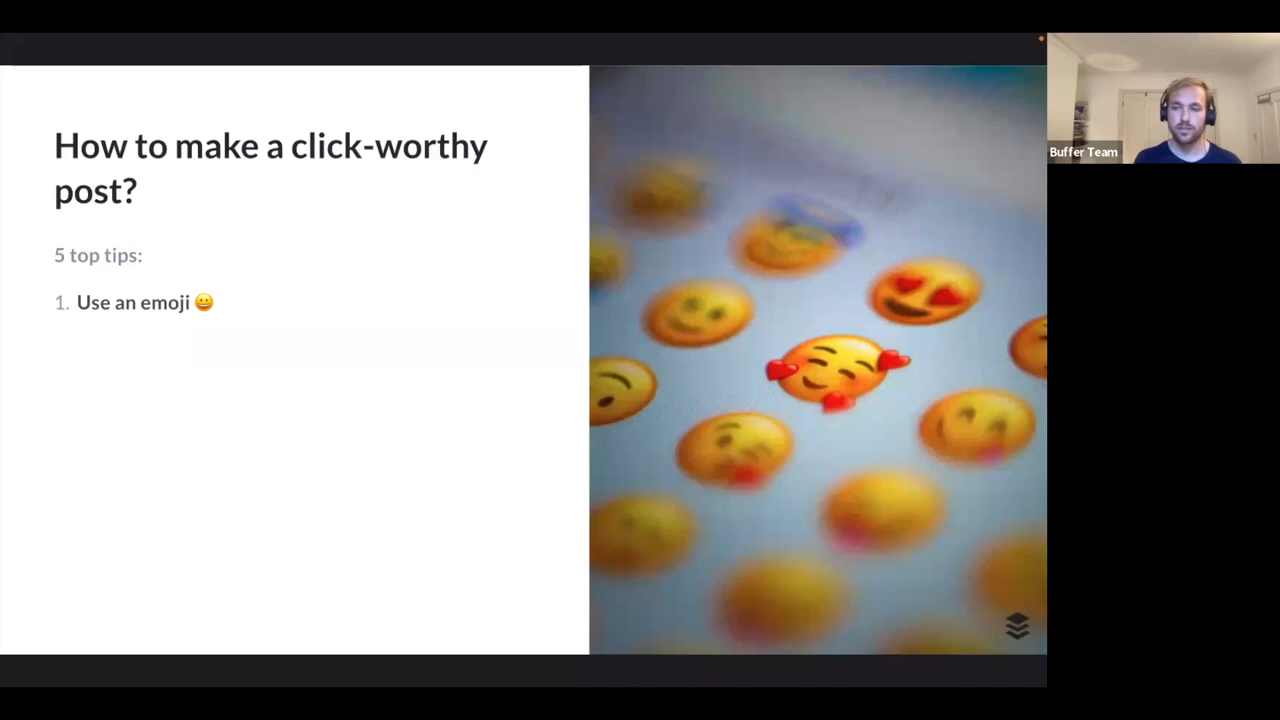 How to make a click-worthy
post?
5 top tips:
1. Use an emoji 😀
Buffer Team